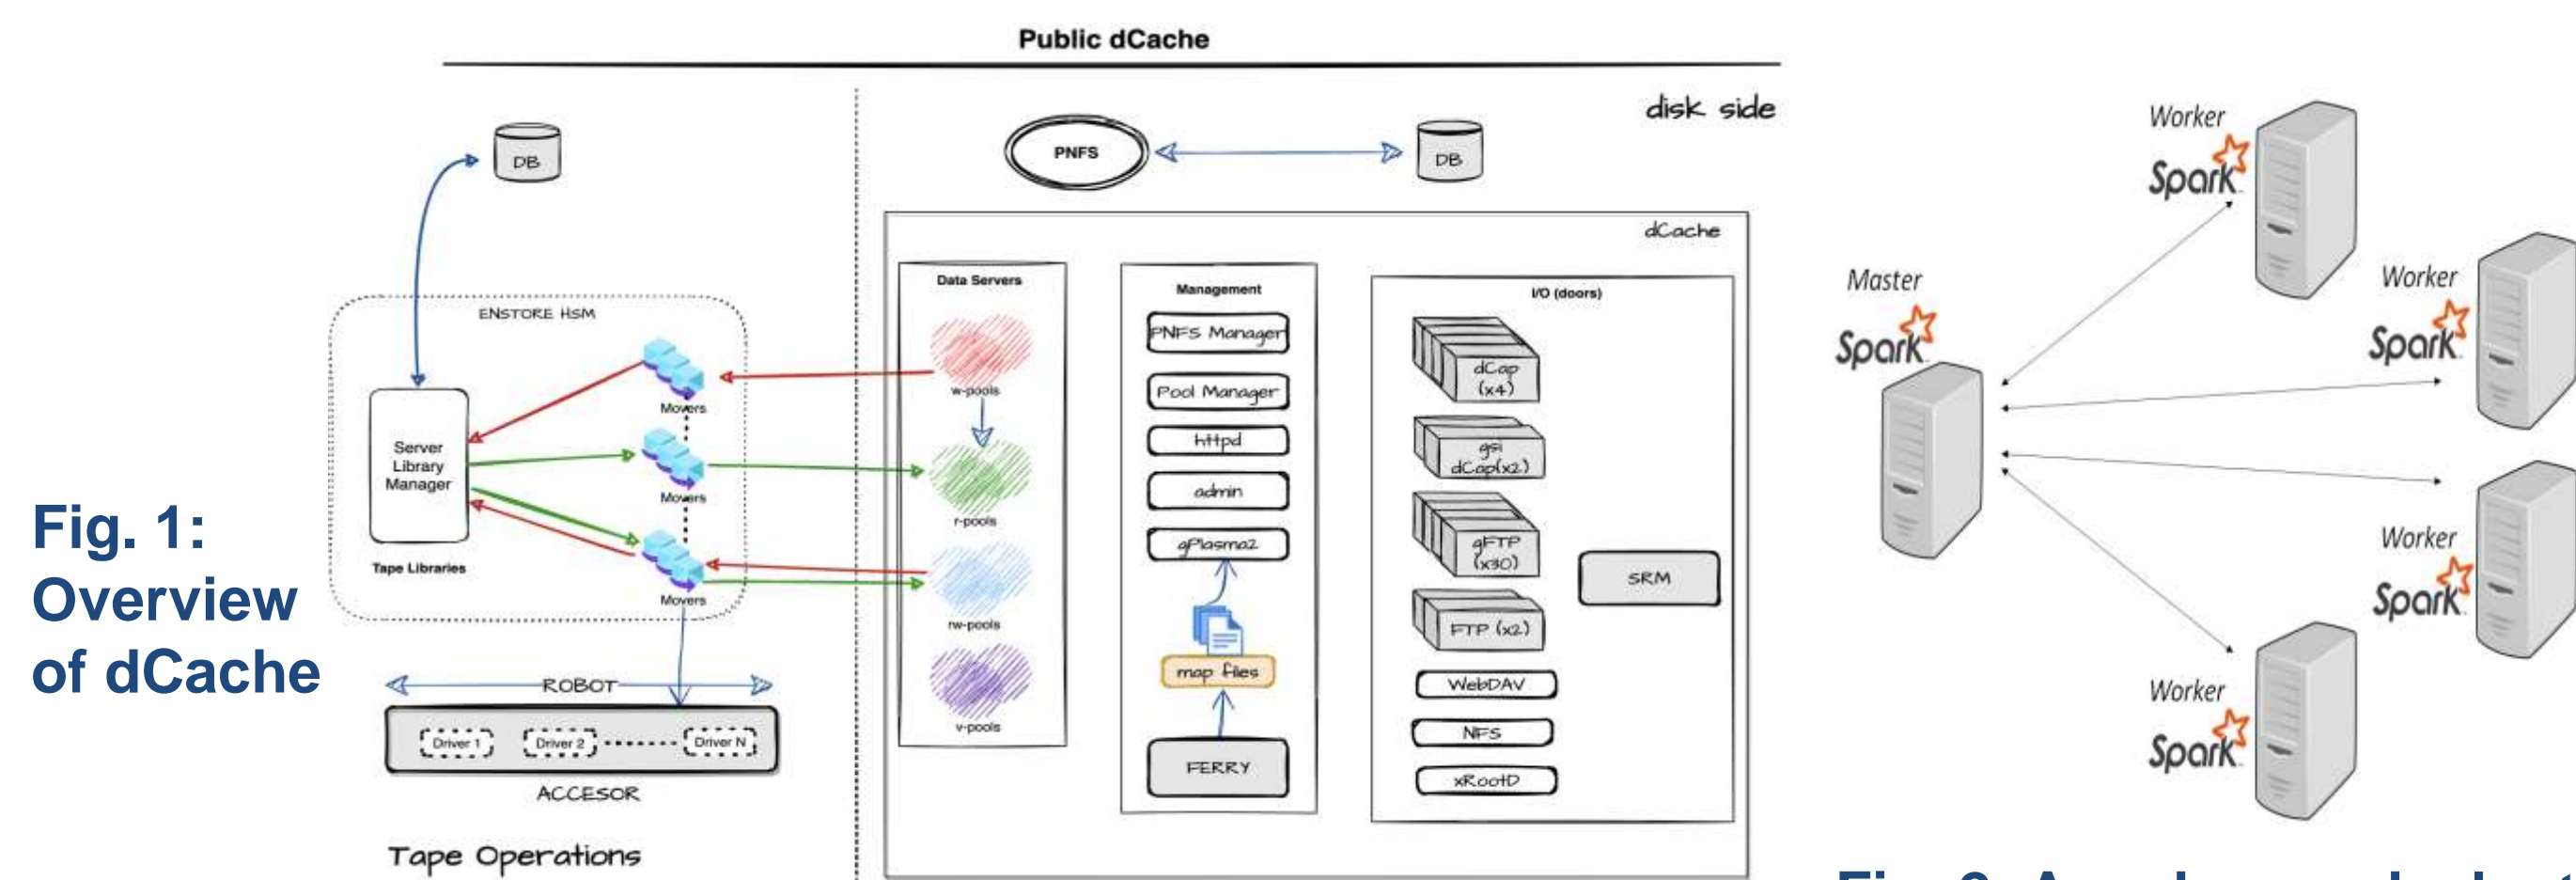 Public dCache
disk side
DB
PNFS
DB
dCache
ENSTORE HSM
Movers
Server
Library
Manager
Movers
Tape Libraries
Movers
ROBOT
Driver 1
Driver 2
Driver N
ACCESOR
Tape Operations
Data Servers
w-pools
r-pools
rw-pools
v-pools
Management
PNFS Manager
Pool Manager
httpd
admin
gPlasma2
map files
FERRY
I/O (doors)
dCap
(x4)
gsi
dCap(x2)
gFTP
(x30)
FTP (x2)
WebDAV
NFS
xRootD
SRM
Fig. 1:
Overview
of dCache
Master
Spark
Worker
Spark
Worker
Spark
Worker
Spark
Worker
Spark